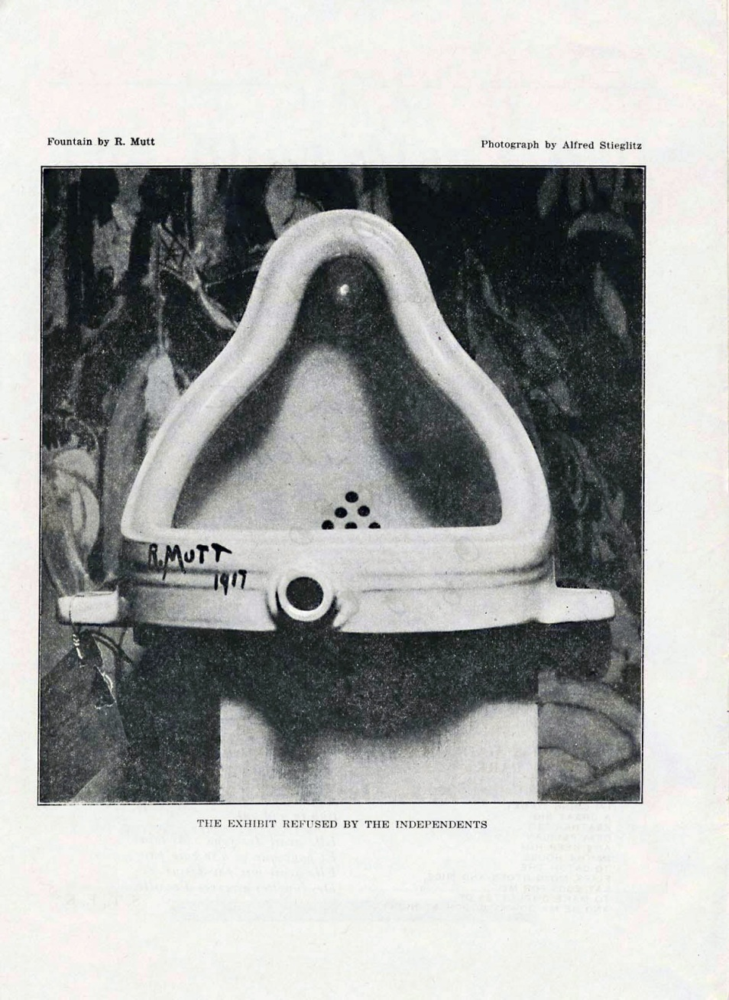 Fountain by R. Mutt
Photograph by Alfred Stieglitz
R. MUTT
1917
THE EXHIBIT REFUSED BY THE INDEPENDENTS